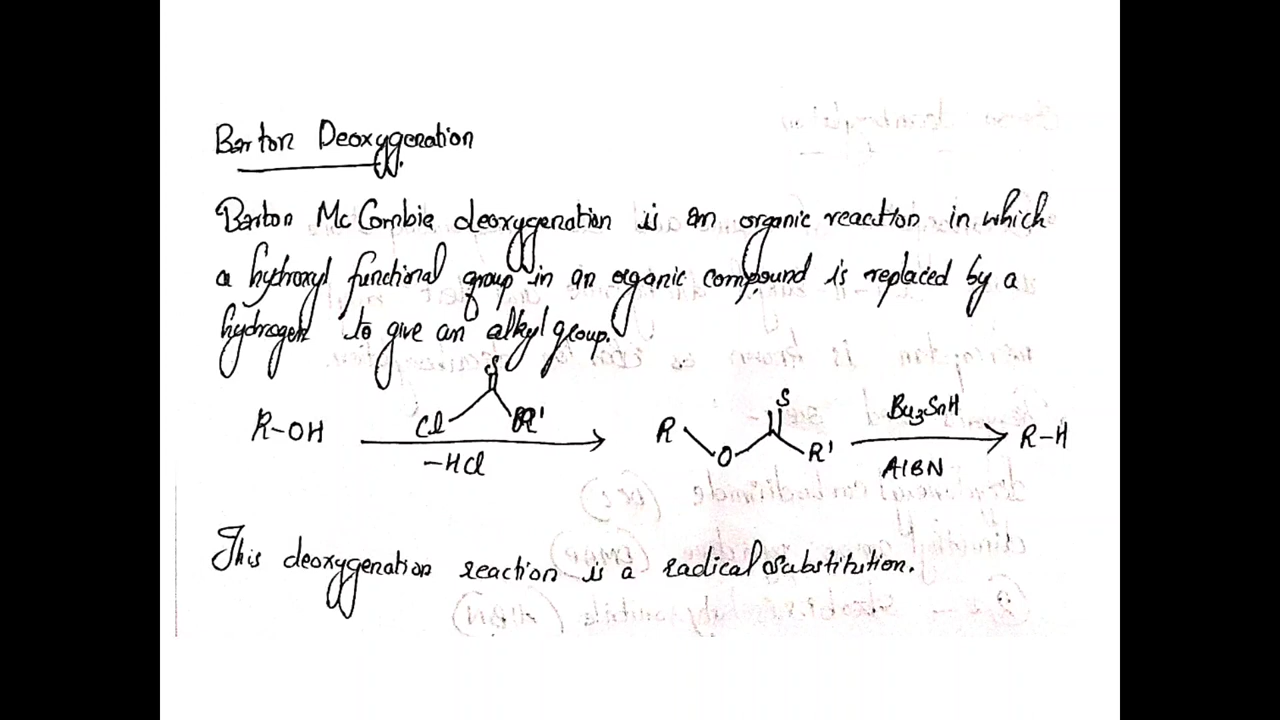 Barton Deoxygenation
Barton McCombie deoxygenation is an organic reaction in which
a hydroxyl functional group in an organic compound is replaced by a
hydrogen to give an alkyl group.
R-OH
S
Cl R'
-HCl
R O S R'
Bu3SnH
AIBN
R-H
This deoxygenation reaction is a radical substitution.